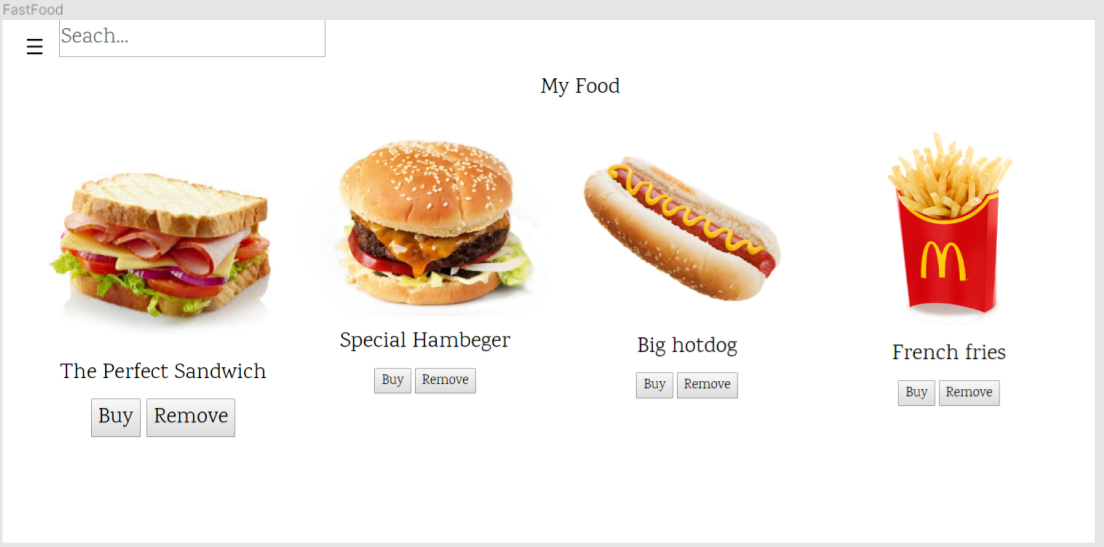 FastFood
☰ Seach...
My Food
The Perfect Sandwich
Buy Remove
Special Hambeger
Buy Remove
Big hotdog
Buy Remove
French fries
Buy Remove